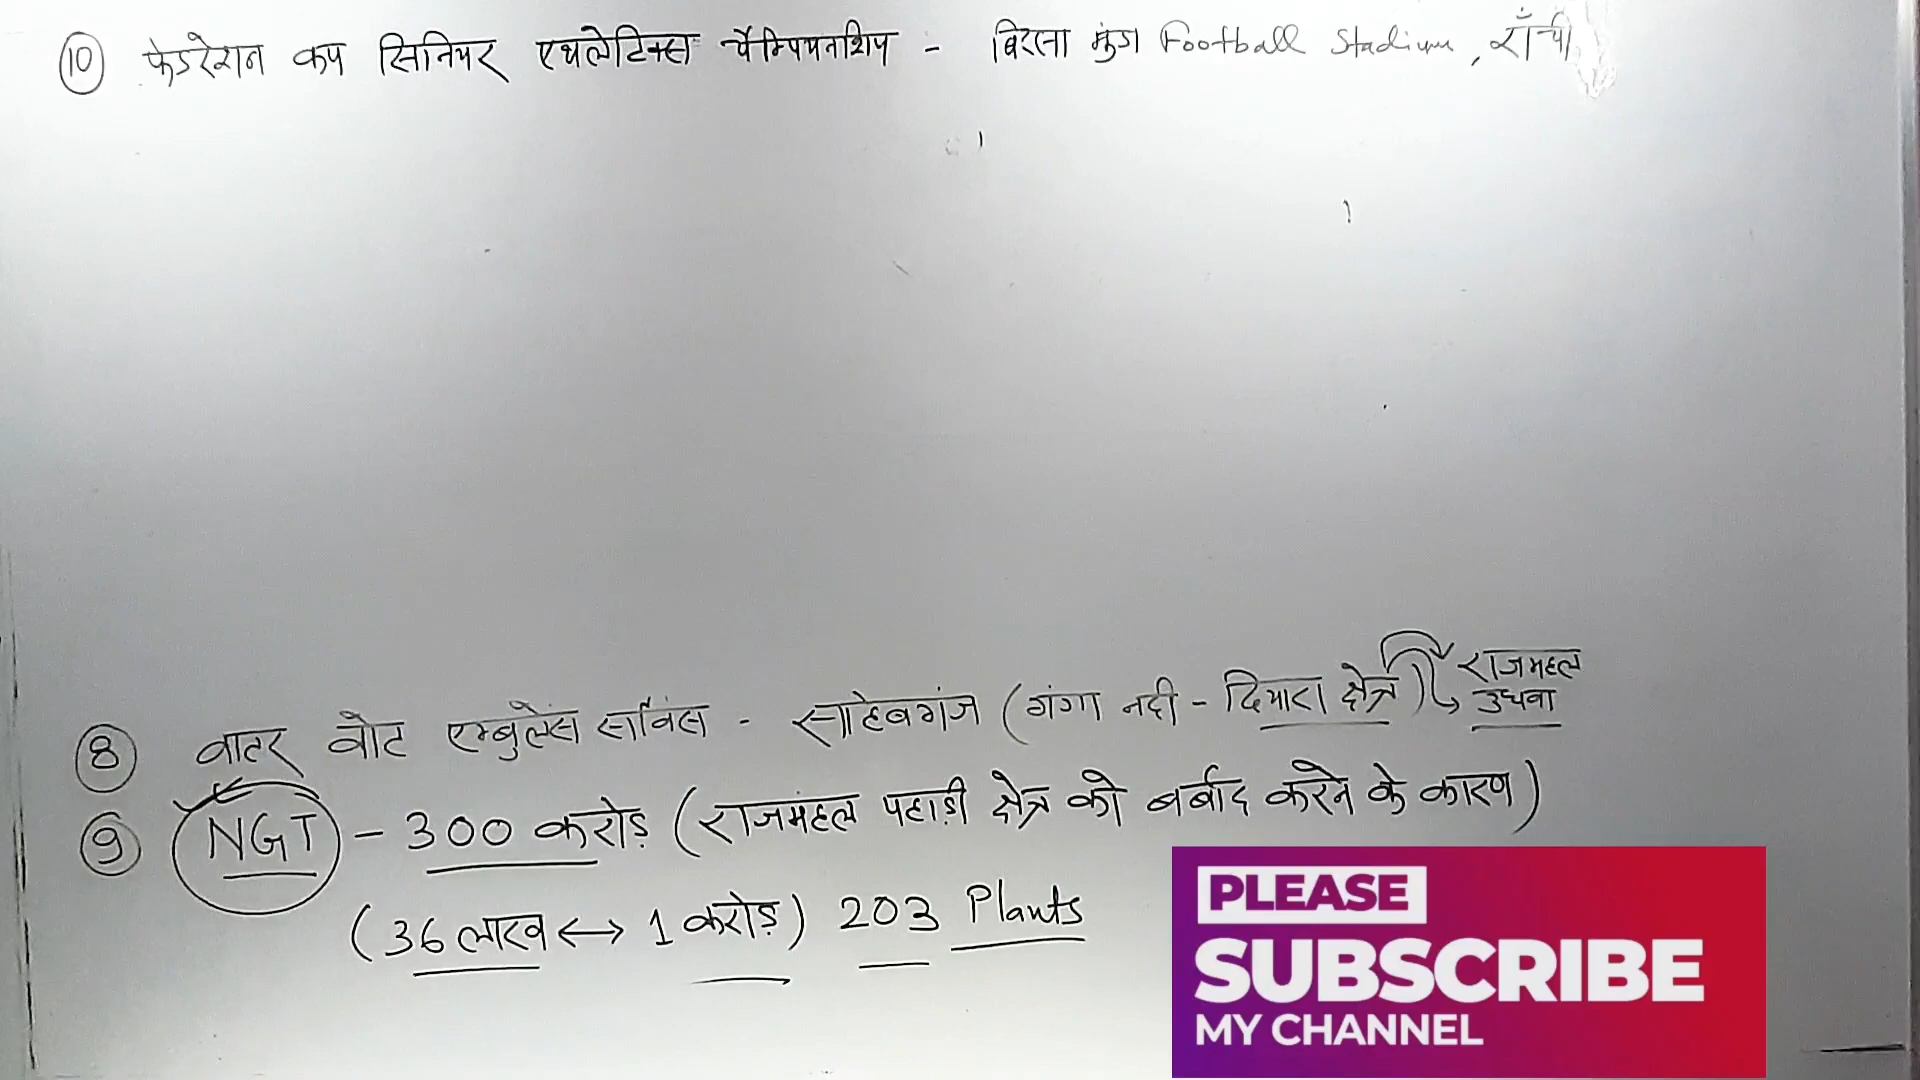 ⑩ फेडरेशन कप सिनियर एथलेटिक्स चैम्पियनशिप - बिरसा मुंडा Football Stadium, राँची
⑧ वाटर बोट एम्बुलेंस सर्विस - साहेबगंज (गंगा नदी - दियारा क्षेत्र) राजमहल
उधवा
⑨ NGT - 300 करोड़ (राजमहल पहाड़ी क्षेत्र को बर्बाद करने के कारण)
(36 लाख ↔ 1 करोड़) 203 Plants
PLEASE
SUBSCRIBE
MY CHANNEL